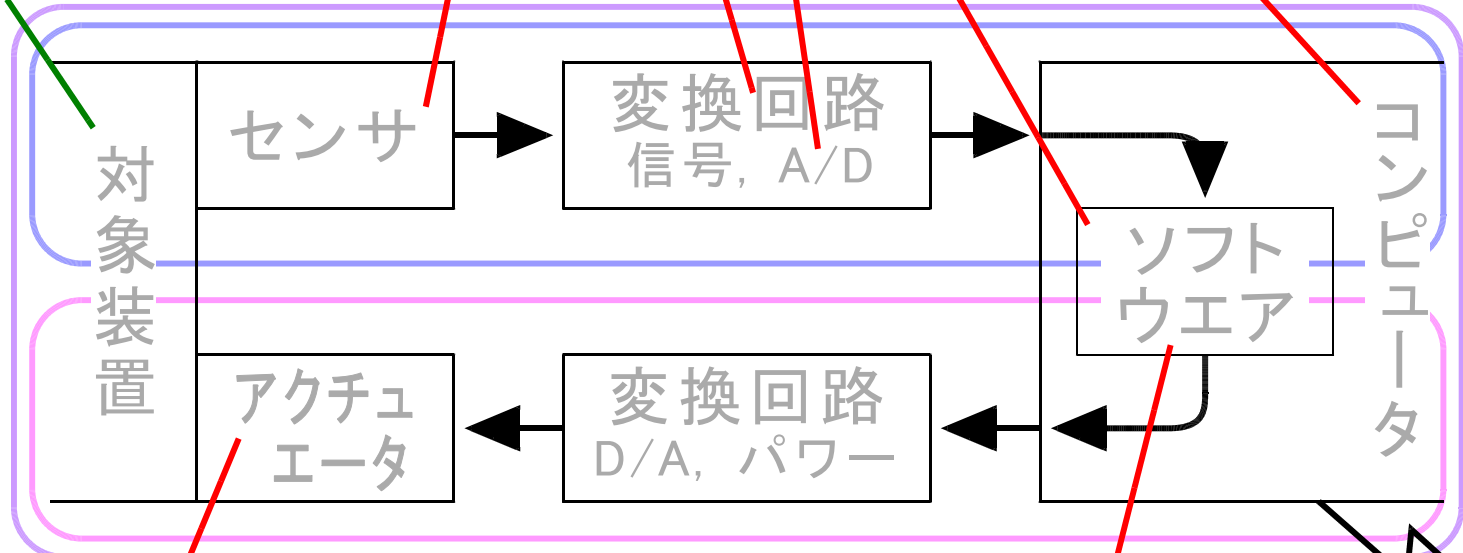 対象装置
センサ
変換回路
信号, A/D
コンピュータ
ソフト
ウエア
アクチュ
エータ
変換回路
D/A, パワー